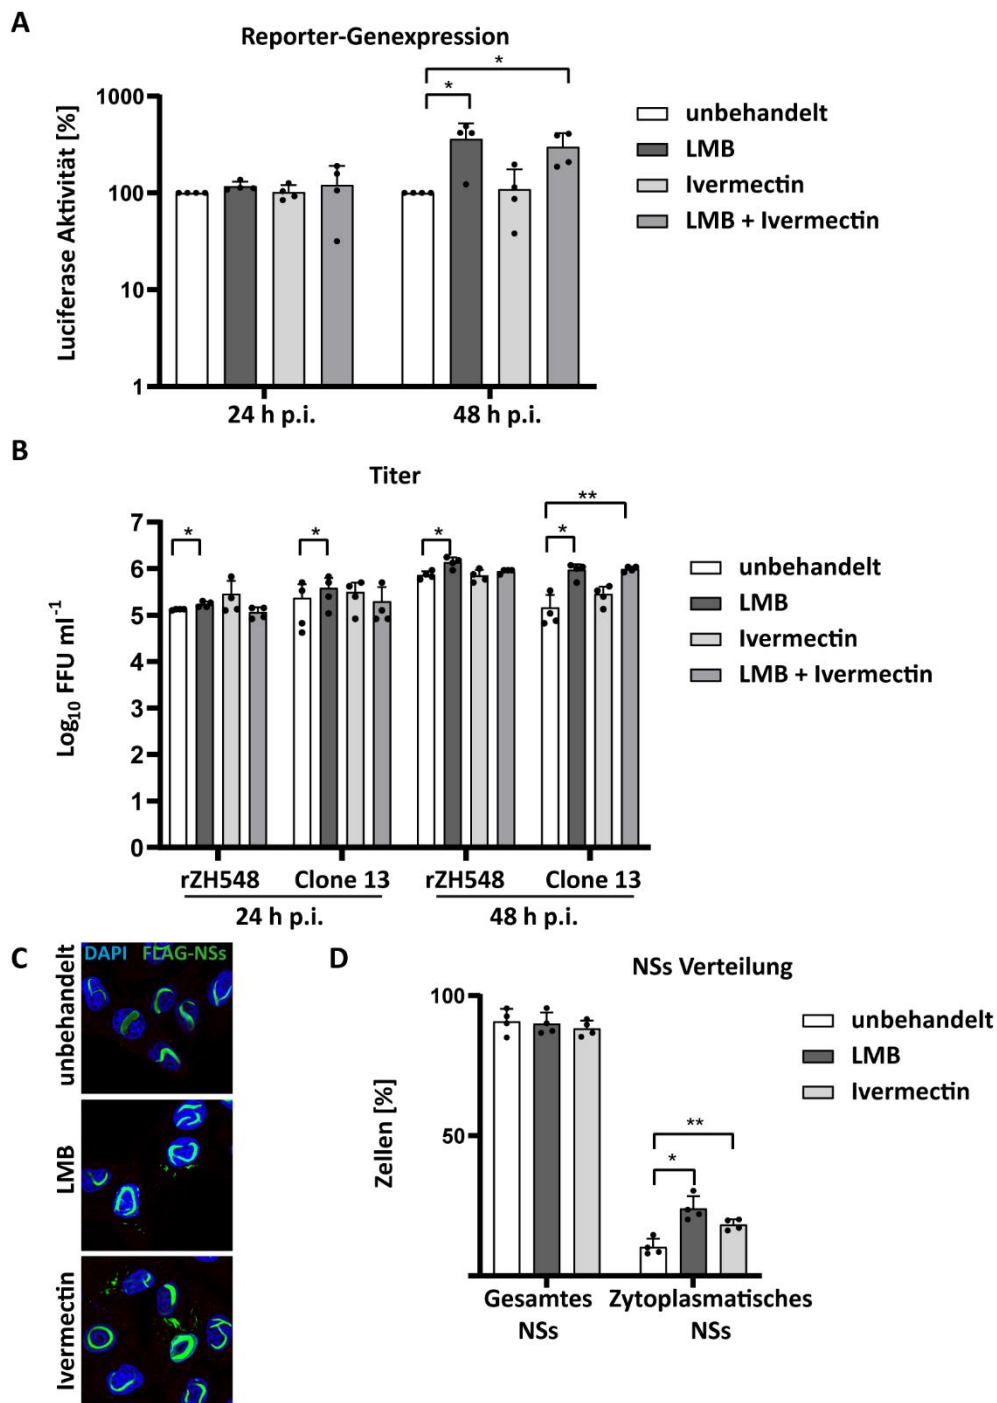 A
Reporter-Genexpression
*
*
Luciferase Aktivität [%]
1000
100
10
1
24 h p.i.
48 h p.i.
unbehandelt
LMB
Ivermectin
LMB + Ivermectin
B
Titer
*
*
*
*
**
Log10 FFU ml-1
7
6
5
4
3
2
1
0
rZH548
Clone 13
rZH548
Clone 13
24 h p.i.
48 h p.i.
unbehandelt
LMB
Ivermectin
LMB + Ivermectin
C
DAPI FLAG-NSs
unbehandelt
LMB
Ivermectin
D
NSs Verteilung
Zellen [%]
100
50
**
*
Gesamtes NSs
Zytoplasmatisches NSs
unbehandelt
LMB
Ivermectin